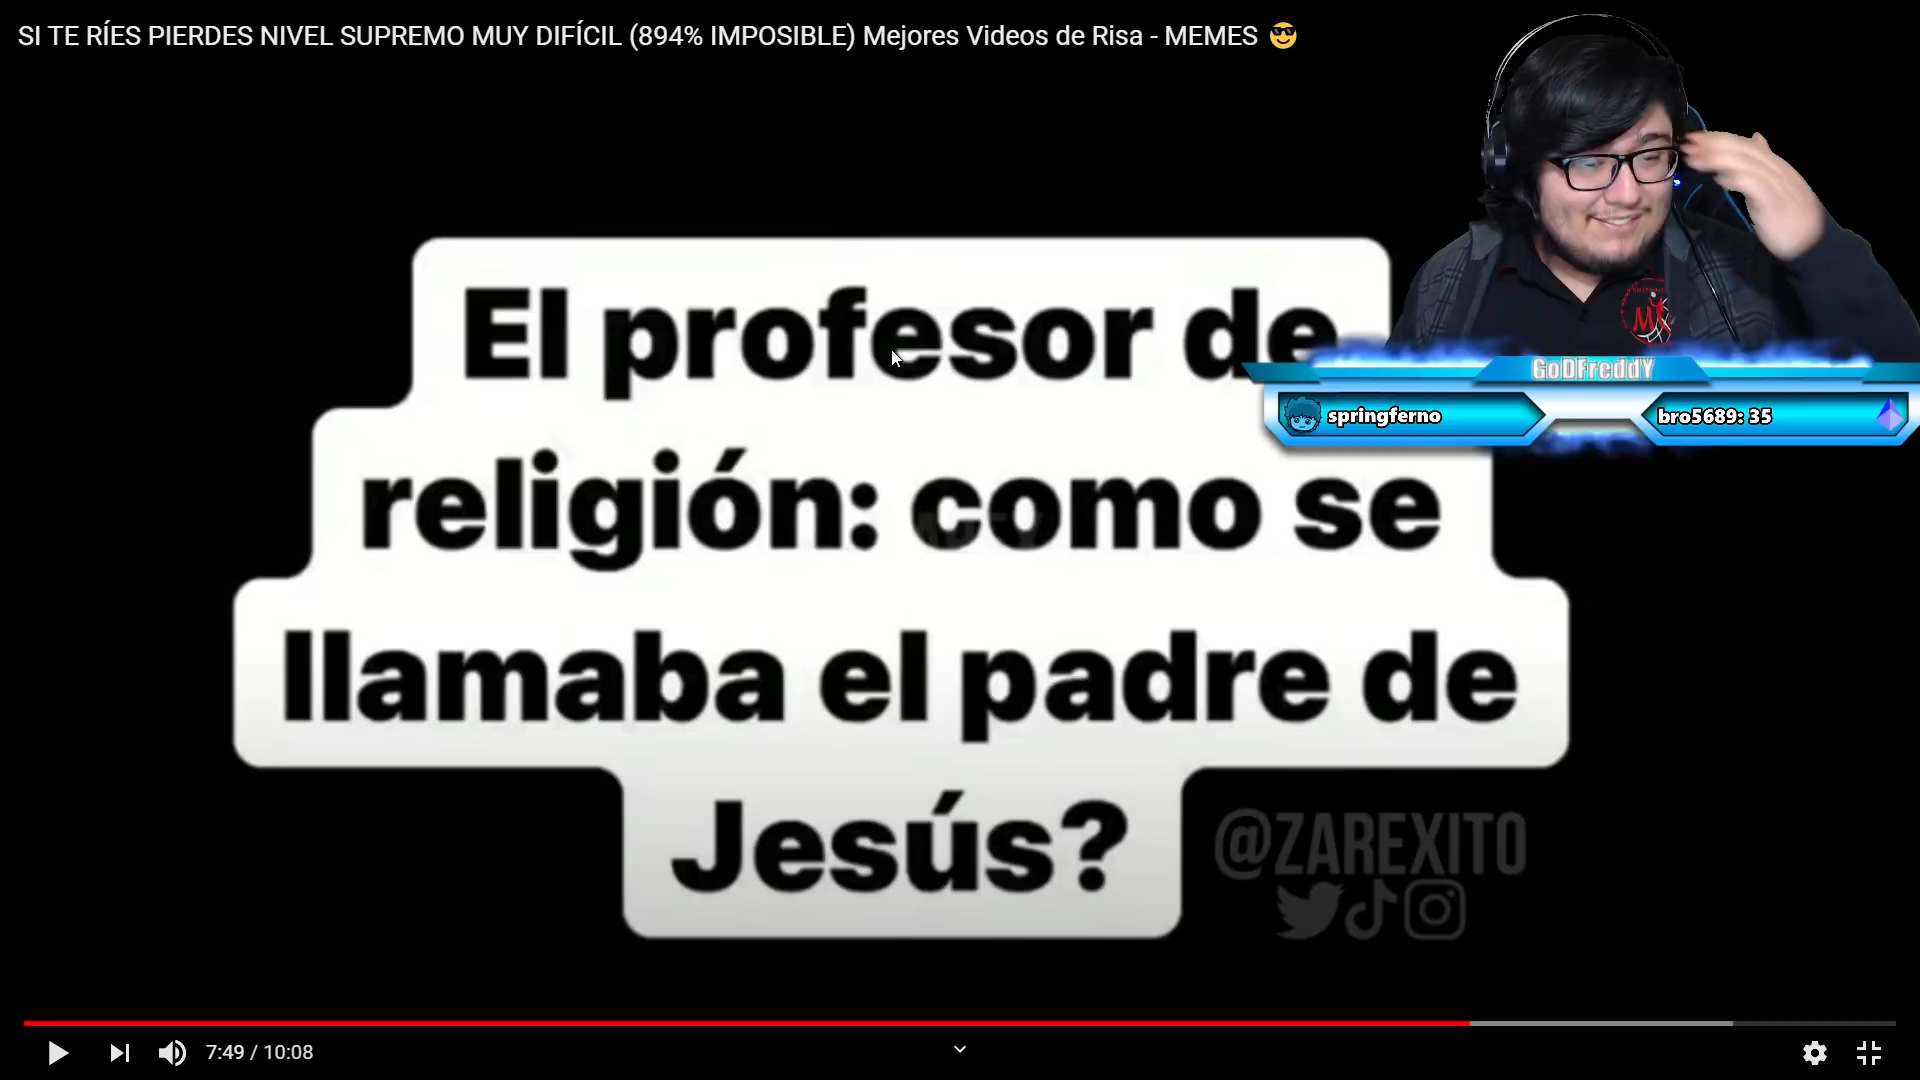 SI TE RÍES PIERDES NIVEL SUPREMO MUY DIFÍCIL (894% IMPOSIBLE) Mejores Videos de Risa - MEMES 😎
El profesor de
religión: como se
llamaba el padre de
Jesús?
GoDFreddY
springferno
bro5689: 35
@ZAREXITO
7:49 / 10:08